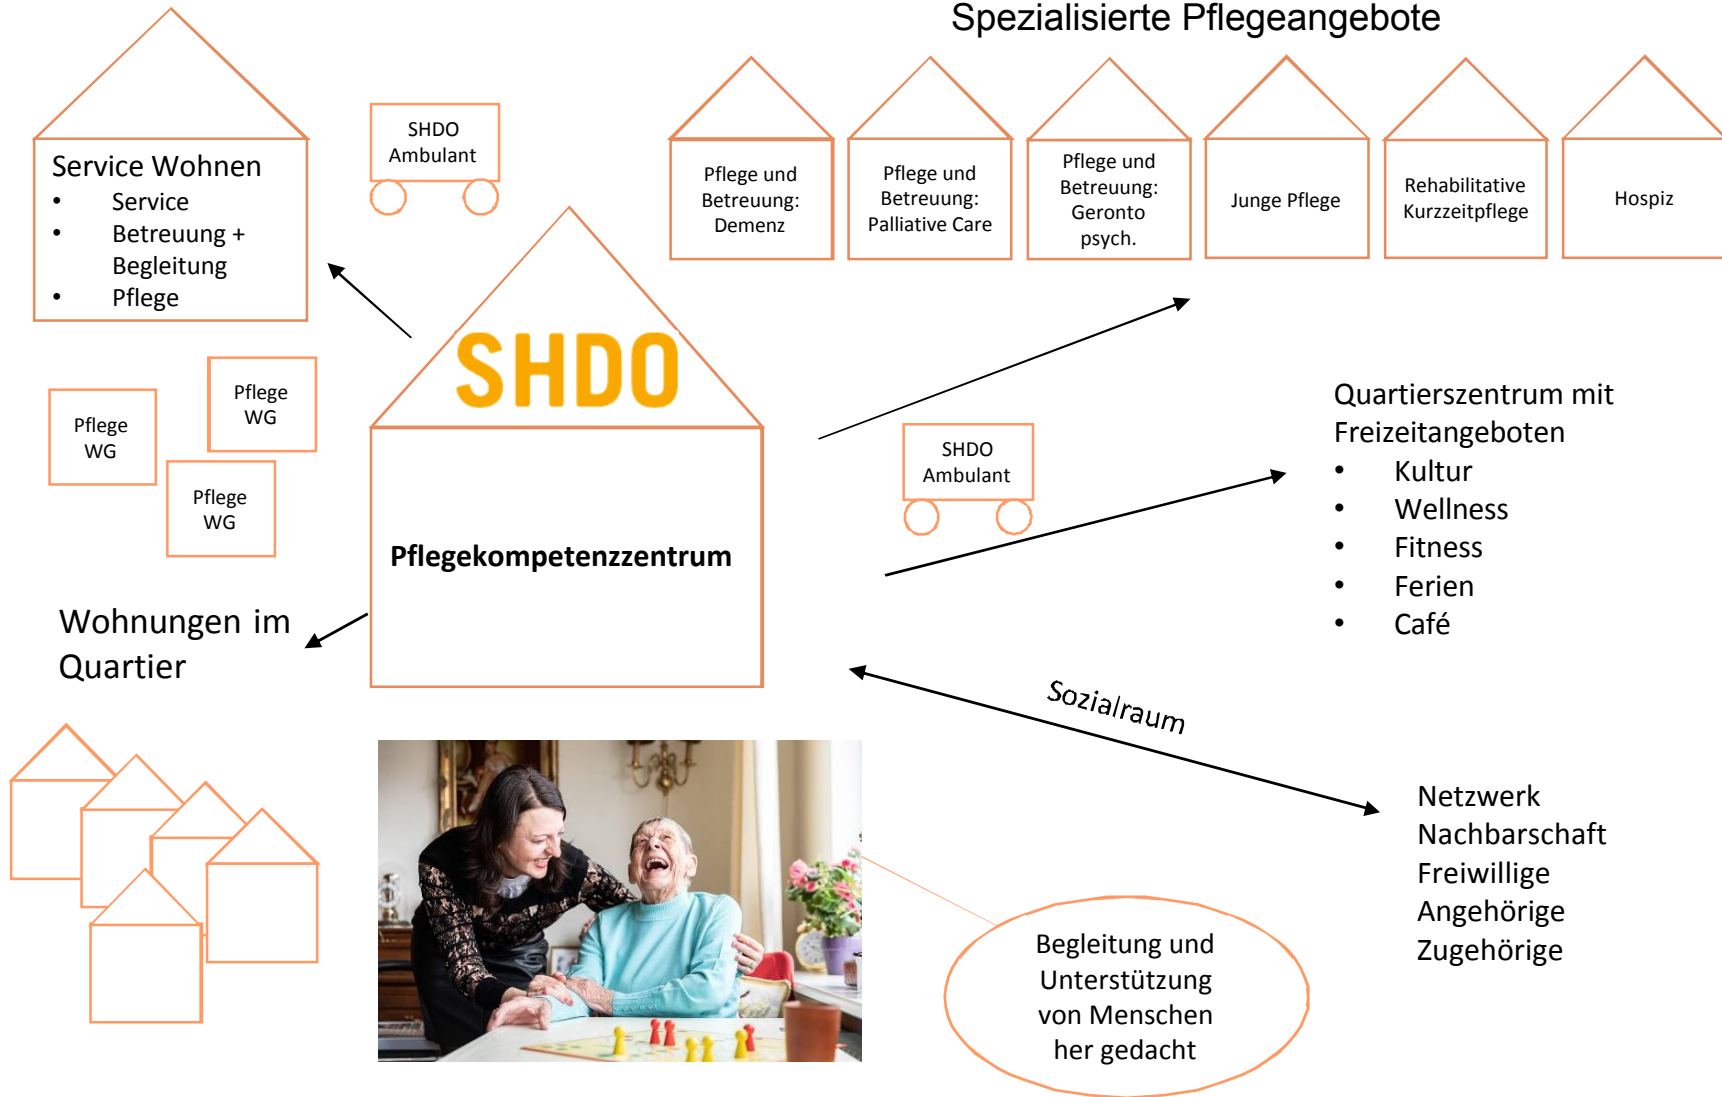 Spezialisierte Pflegeangebote
Service Wohnen
• Service
• Betreuung +
Begleitung
• Pflege
SHDO
Ambulant
Pflege und
Betreuung:
Demenz
Pflege und
Betreuung:
Palliative Care
Pflege und
Betreuung:
Geronto
psych.
Junge Pflege
Rehabilitative
Kurzzeitpflege
Hospiz
SHDO
Pflegekompetenzzentrum
Pflege
WG
Pflege
WG
Pflege
WG
SHDO
Ambulant
Quartierszentrum mit
Freizeitangeboten
• Kultur
• Wellness
• Fitness
• Ferien
• Café
Wohnungen im
Quartier
Sozialraum
Netzwerk
Nachbarschaft
Freiwillige
Angehörige
Zugehörige
Begleitung und
Unterstützung
von Menschen
her gedacht